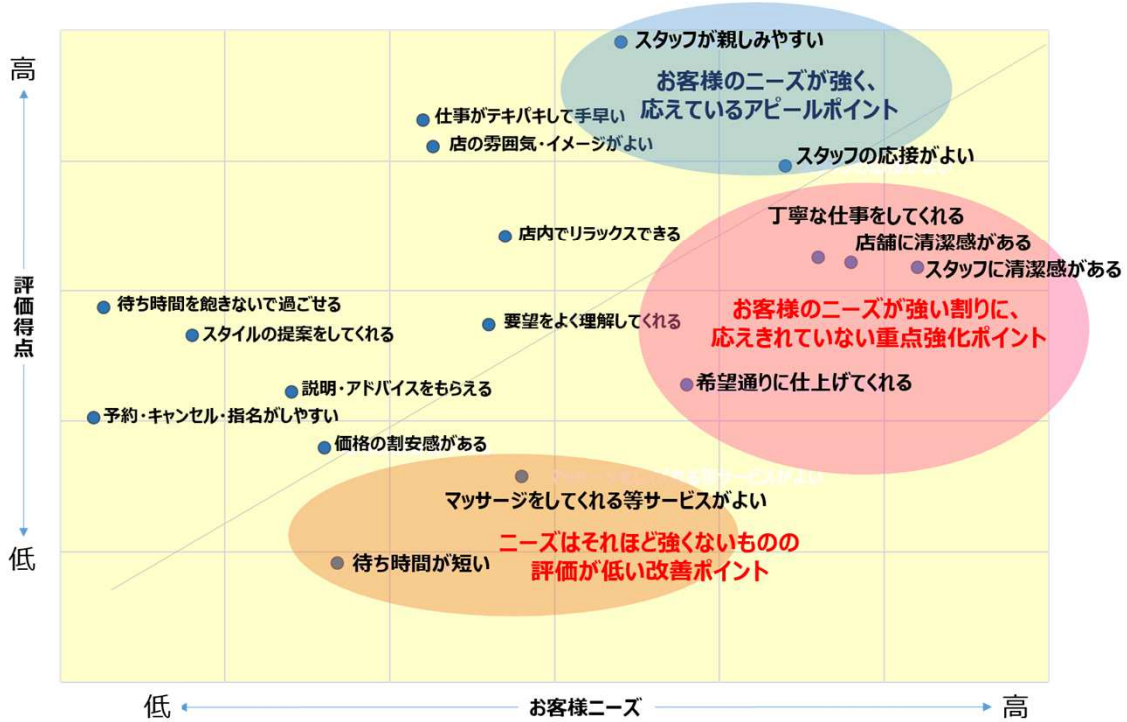 高
スタッフが親しみやすい
お客様のニーズが強く、
応えているアピールポイント
仕事がテキパキして手早い
店の雰囲気・イメージがよい
スタッフの応接がよい
丁寧な仕事をしてくれる
店舗に清潔感がある
スタッフに清潔感がある
店内でリラックスできる
評価得点
待ち時間を飽きないで過ごせる
スタイルの提案をしてくれる
要望をよく理解してくれる
お客様のニーズが強い割りに、
応えきれていない重点強化ポイント
希望通りに仕上げてくれる
説明・アドバイスをもらえる
予約・キャンセル・指名がしやすい
価格の割安感がある
マッサージをしてくれる等サービスがよい
ニーズはそれほど強くないものの
評価が低い改善ポイント
待ち時間が短い
低
低
お客様ニーズ
高